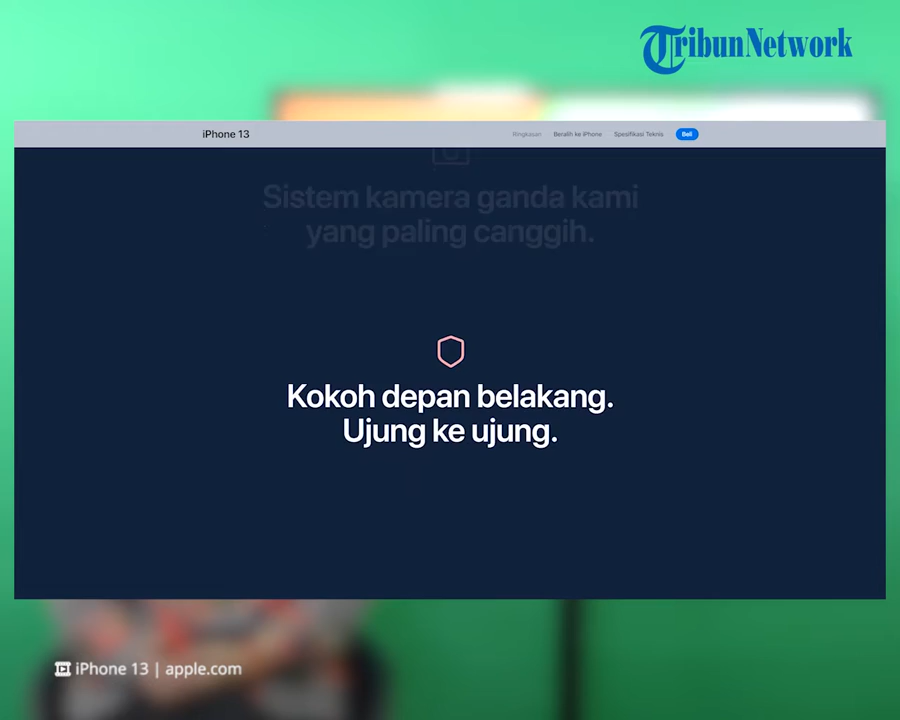 TribunNetwork
iPhone 13
Ringkasan Beralih ke iPhone Spesifikasi Teknis Beli
Sistem kamera ganda kami
yang paling canggih.
Kokoh depan belakang.
Ujung ke ujung.
iPhone 13 | apple.com